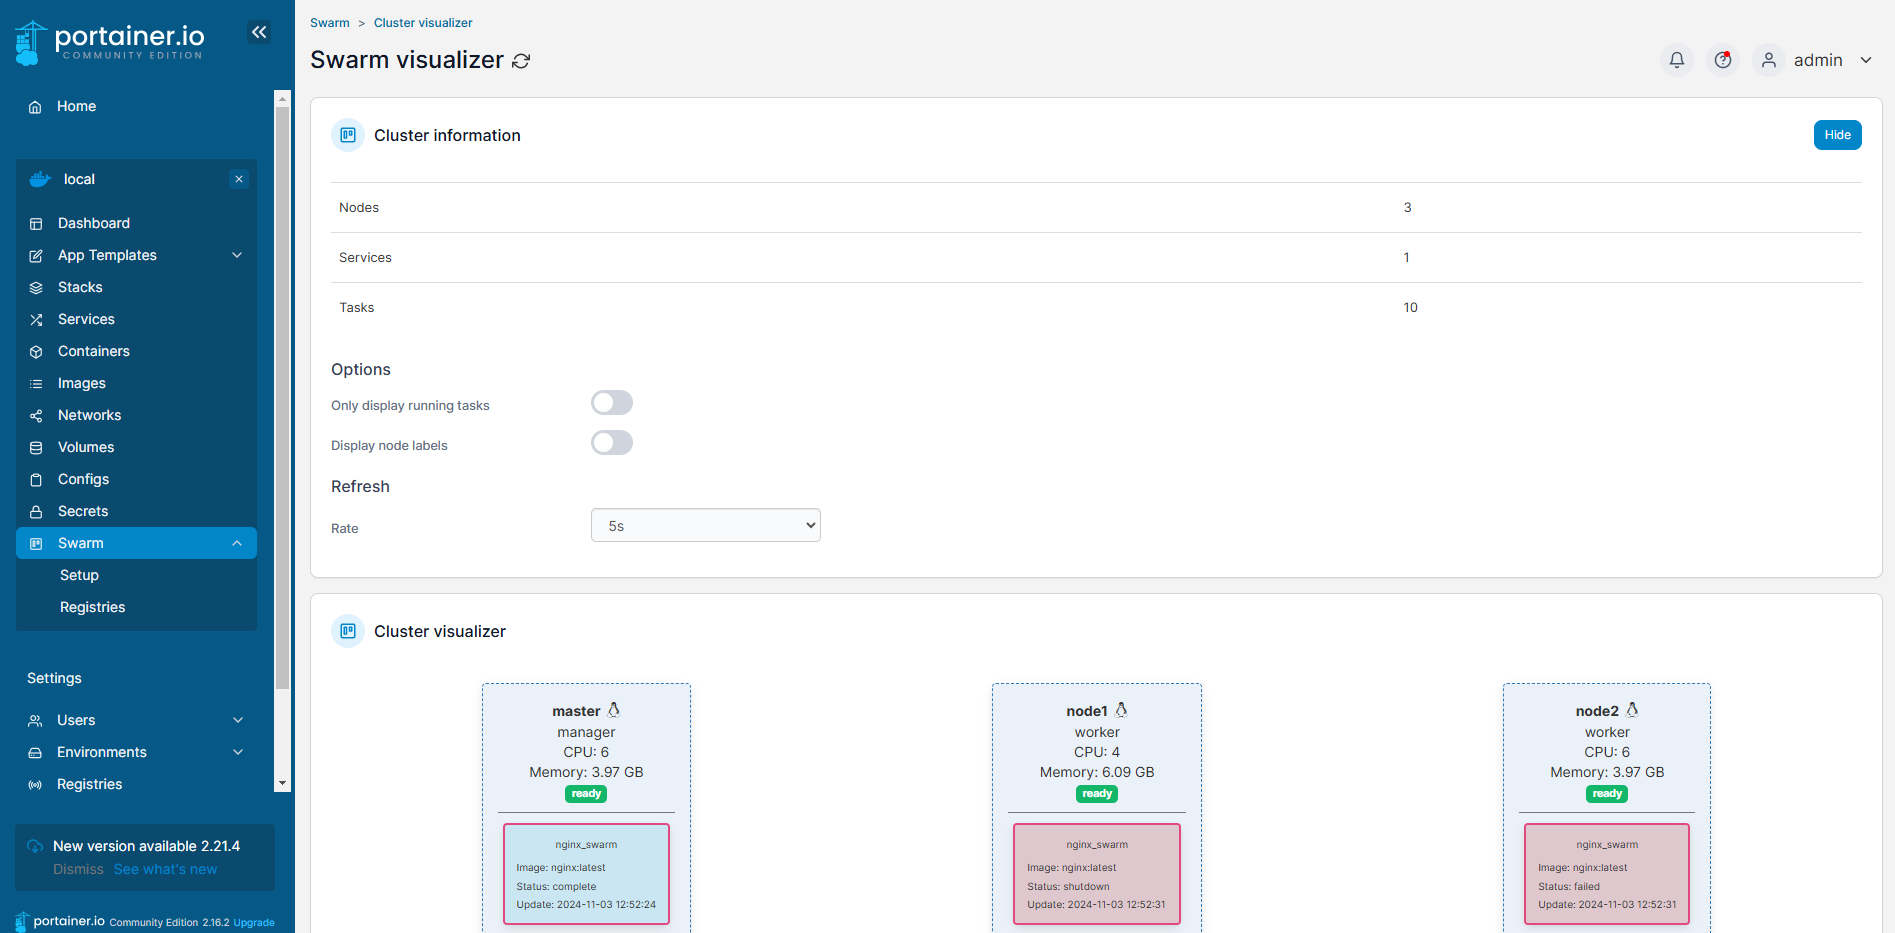 portainer.io
COMMUNITY EDITION
Home
local
Dashboard
App Templates
Stacks
Services
Containers
Images
Networks
Volumes
Configs
Secrets
Swarm
Setup
Registries
Settings
Users
Environments
Registries
New version available 2.21.4
Dismiss See what's new
portainer.io Community Edition 2.16.2 Upgrade
Swarm > Cluster visualizer
Swarm visualizer
admin
Cluster information
Hide
Nodes 3
Services 1
Tasks 10
Options
Only display running tasks
Display node labels
Refresh
Rate 5s
Cluster visualizer
master
manager
CPU: 6
Memory: 3.97 GB
ready
nginx_swarm
Image: nginx:latest
Status: complete
Update: 2024-11-03 12:52:24
node1
worker
CPU: 4
Memory: 6.09 GB
ready
nginx_swarm
Image: nginx:latest
Status: shutdown
Update: 2024-11-03 12:52:31
node2
worker
CPU: 6
Memory: 3.97 GB
ready
nginx_swarm
Image: nginx:latest
Status: failed
Update: 2024-11-03 12:52:31